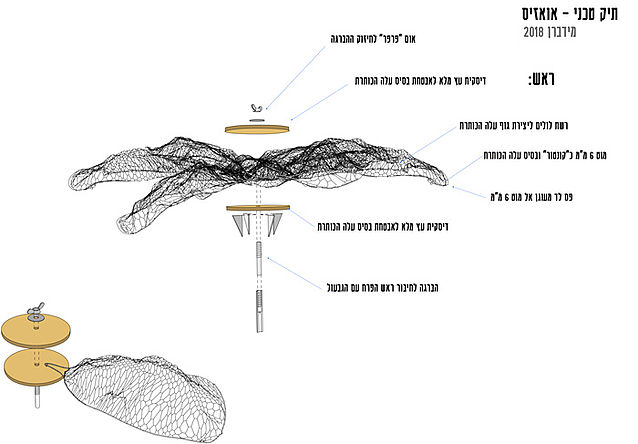 תיק טכני - אואזיס
מידברן 2018
ראש:
אום "פרפר" לחיזוק ההברגה
דיסקית עץ מלא לאבטחת בסיס עלה הכותרת
רשת לולים ליצירת גוף עלה הכותרת
מוט 6 מ"מ כ"קונטור" ובסיס עלה הכותרת
פס לד מעוגן אל מוט 6 מ"מ
דיסקית עץ מלא לאבטחת בסיס עלה הכותרת
הברגה לחיבור ראש הפרח עם הגבעול